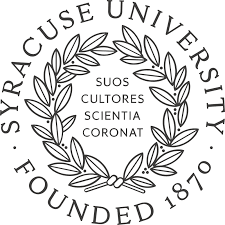 SYRACUSE UNIVERSITY
SUOS
CULTORES
SCIENTIA
CORONAT
FOUNDED 1870